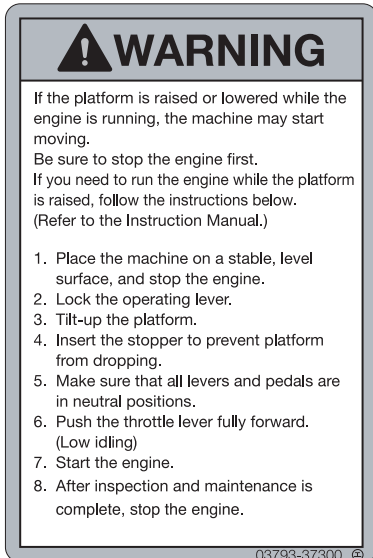 WARNING
If the platform is raised or lowered while the
engine is running, the machine may start
moving.
Be sure to stop the engine first.
If you need to run the engine while the platform
is raised, follow the instructions below.
(Refer to the Instruction Manual.)
1. Place the machine on a stable, level
surface, and stop the engine.
2. Lock the operating lever.
3. Tilt-up the platform.
4. Insert the stopper to prevent platform
from dropping.
5. Make sure that all levers and pedals are
in neutral positions.
6. Push the throttle lever fully forward.
(Low idling)
7. Start the engine.
8. After inspection and maintenance is
complete, stop the engine.
03793-37300